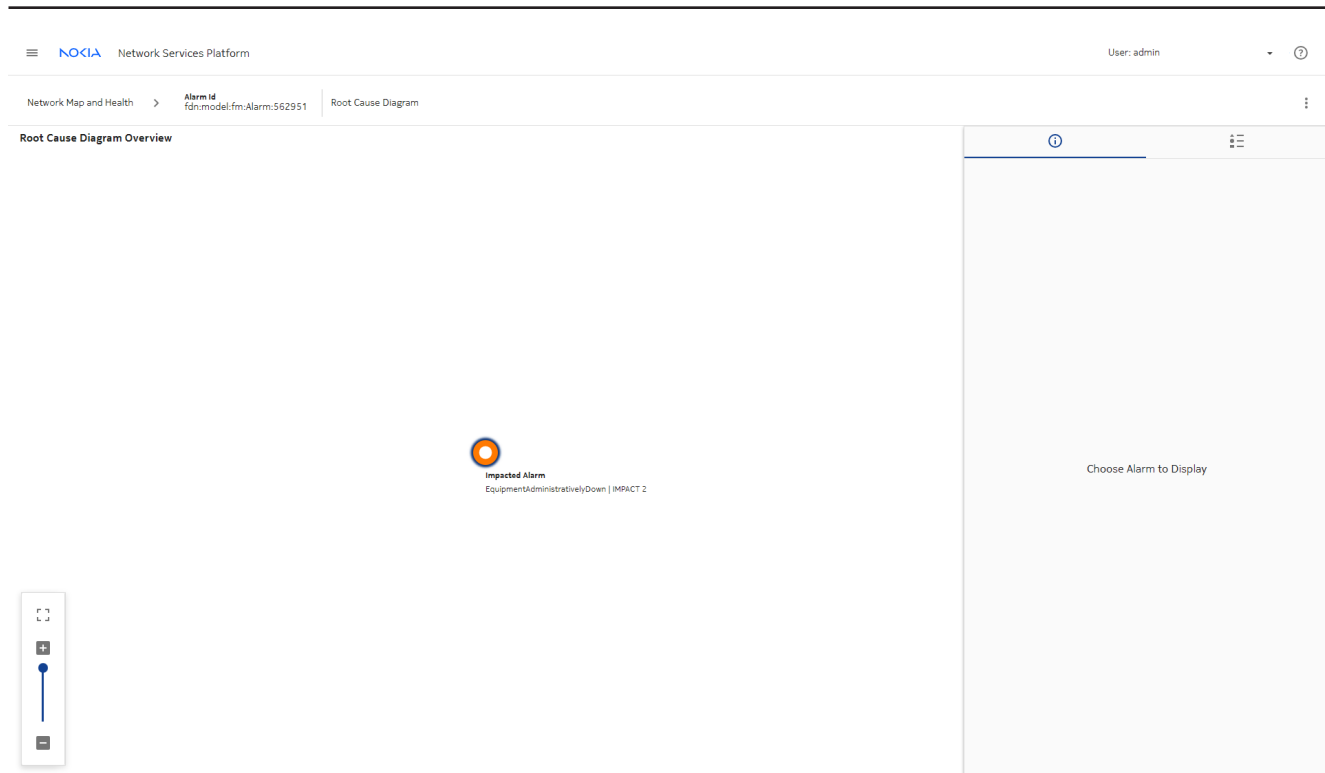 NOKIA Network Services Platform
User: admin
Network Map and Health
Alarm Id
fdn:model:fm:Alarm:562951
Root Cause Diagram
Root Cause Diagram Overview
Impacted Alarm
EquipmentAdministrativelyDown | IMPACT 2
Choose Alarm to Display